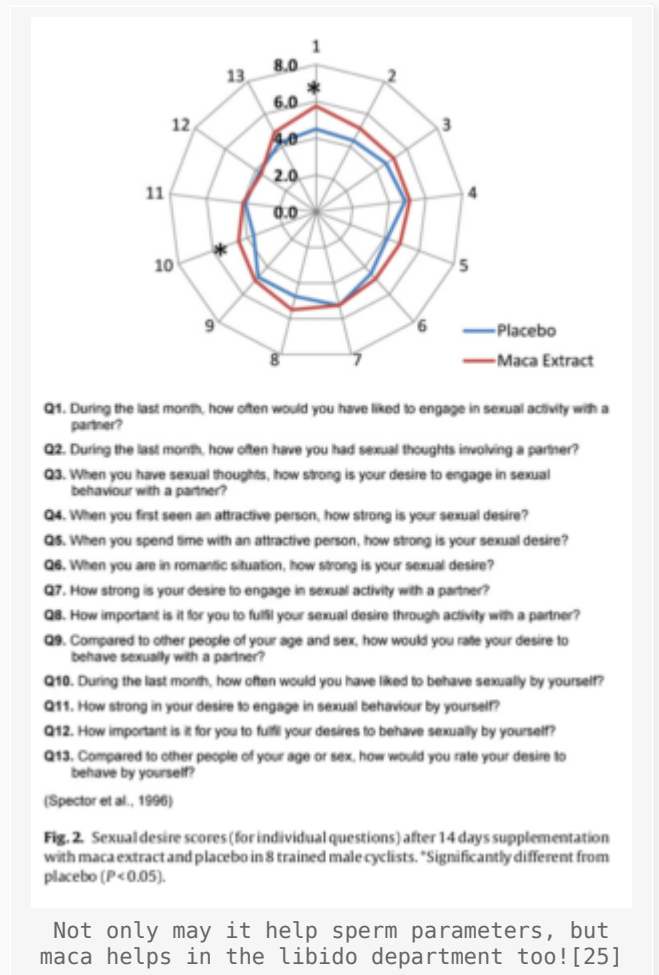 1
13
8.0
2
*
6.0
12
3
4.0
2.0
11
4
0.0
*
10
5
9
6
Placebo
8
7
Maca Extract
Q1. During the last month, how often would you have liked to engage in sexual activity with a
partner?
Q2. During the last month, how often have you had sexual thoughts involving a partner?
Q3. When you have sexual thoughts, how strong is your desire to engage in sexual
behaviour with a partner?
Q4. When you first seen an attractive person, how strong is your sexual desire?
Q5. When you spend time with an attractive person, how strong is your sexual desire?
Q6. When you are in romantic situation, how strong is your sexual desire?
Q7. How strong is your desire to engage in sexual activity with a partner?
Q8. How important is it for you to fulfil your sexual desire through activity with a partner?
Q9. Compared to other people of your age and sex, how would you rate your desire to
behave sexually with a partner?
Q10. During the last month, how often would you have liked to behave sexually by yourself?
Q11. How strong in your desire to engage in sexual behaviour by yourself?
Q12. How important is it for you to fulfil your desires to behave sexually by yourself?
Q13. Compared to other people of your age or sex, how would you rate your desire to
behave by yourself?
(Spector et al., 1996)
Fig. 2. Sexual desire scores (for individual questions) after 14 days supplementation
with maca extract and placebo in 8 trained male cyclists. *Significantly different from
placebo (P < 0.05).
Not only may it help sperm parameters, but
maca helps in the libido department too![25]